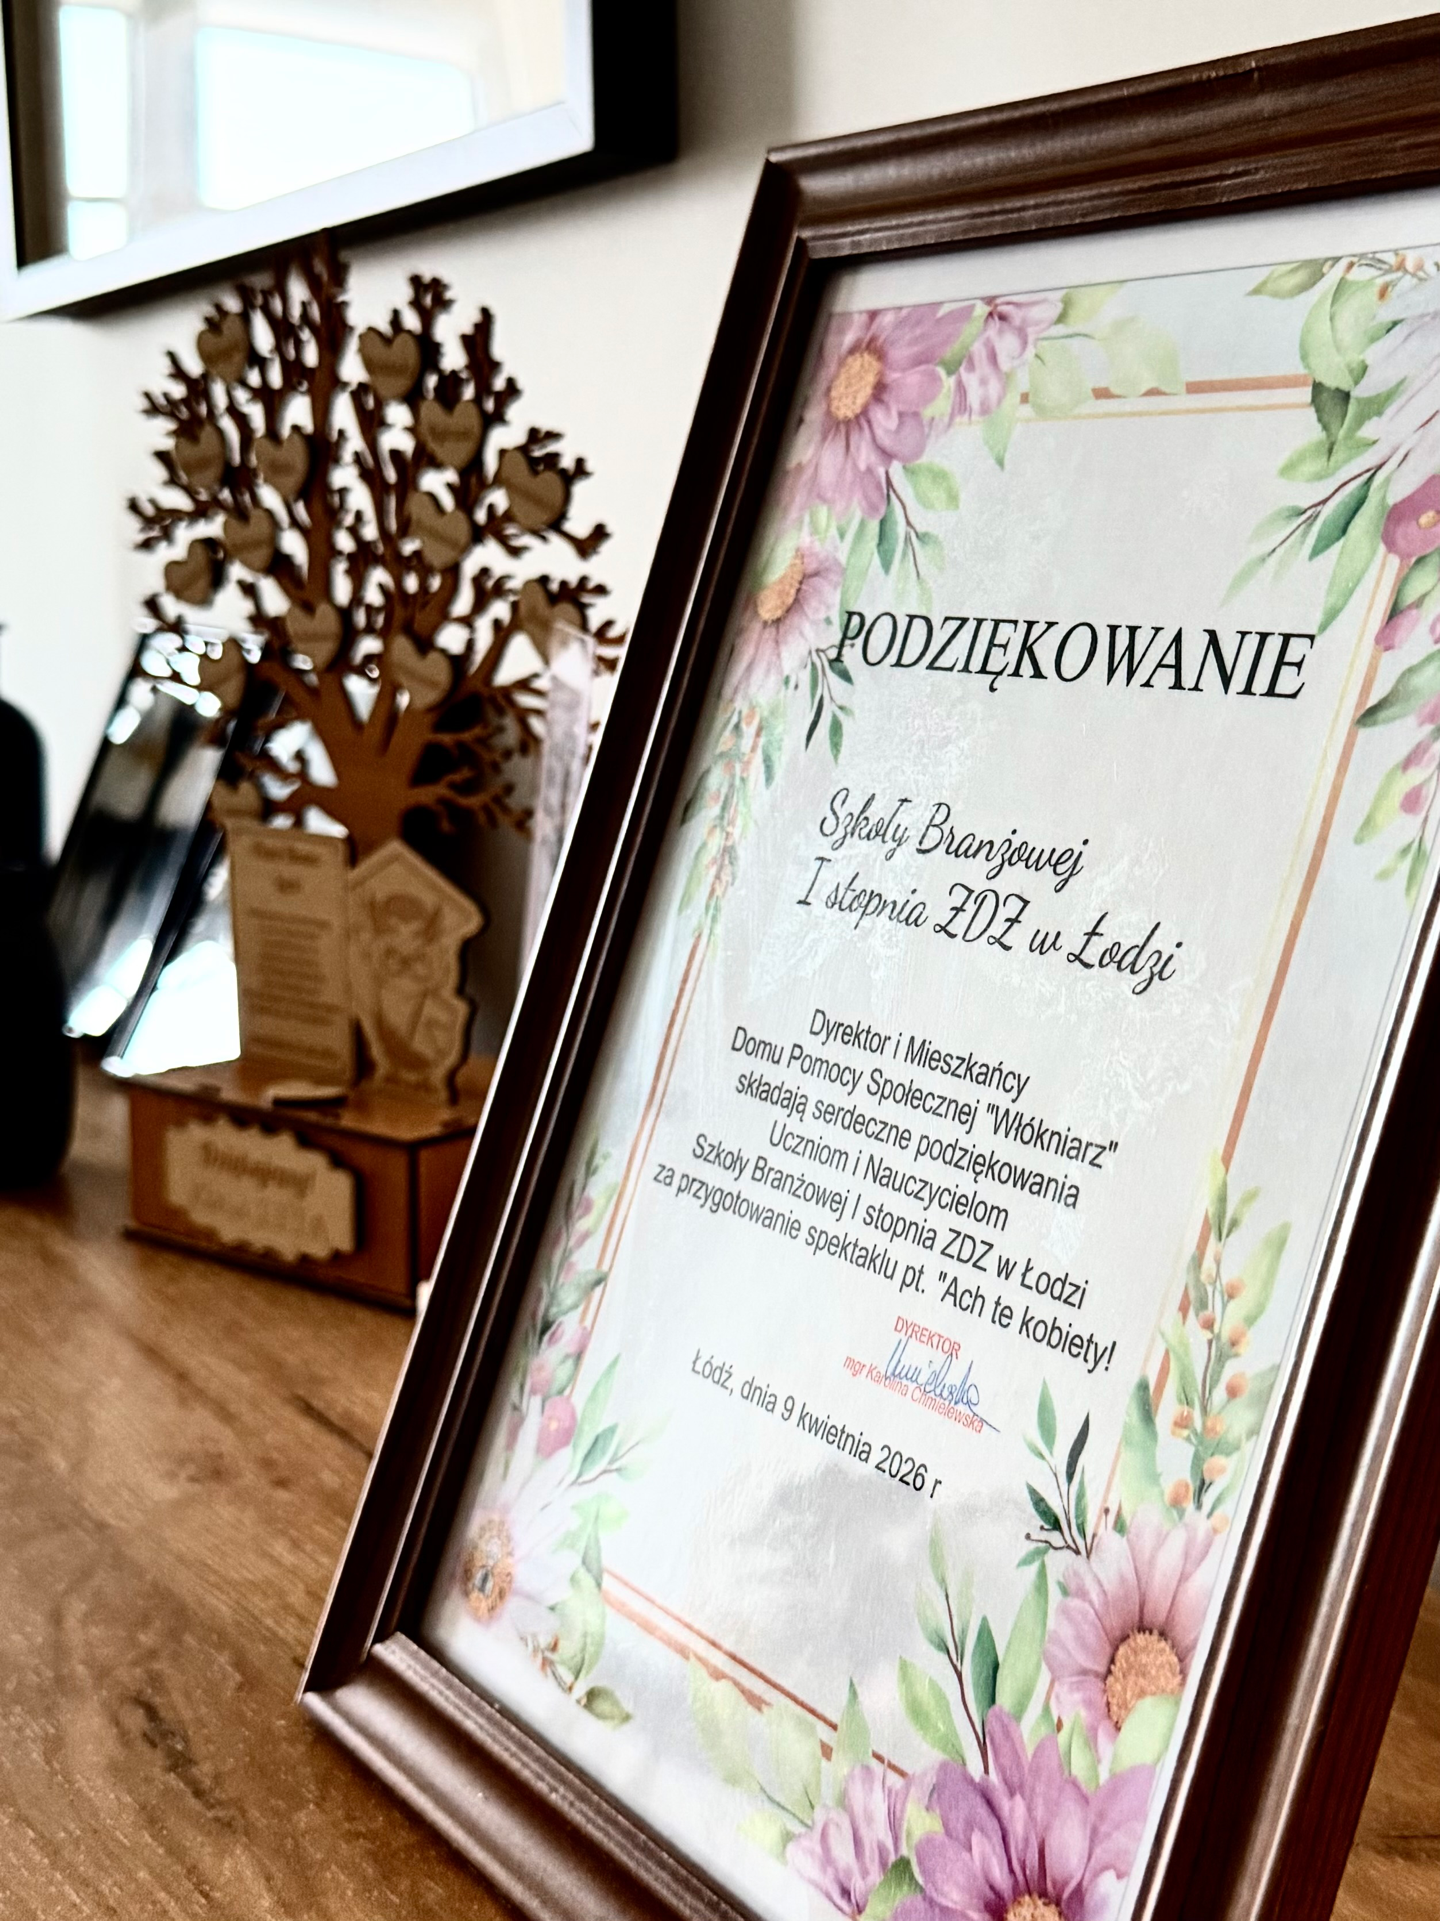 PODZIĘKOWANIE
Szkoły Branżowej
I stopnia ZDZ w Łodzi
Dyrektor i Mieszkańcy
Domu Pomocy Społecznej "Włókniarz"
składają serdeczne podziękowania
Uczniom i Nauczycielom
Szkoły Branżowej I stopnia ZDZ w Łodzi
za przygotowanie spektaklu pt. "Ach te kobiety!
DYREKTOR
mgr Karolina Chmielewska
Łódź, dnia 9 kwietnia 2026 r